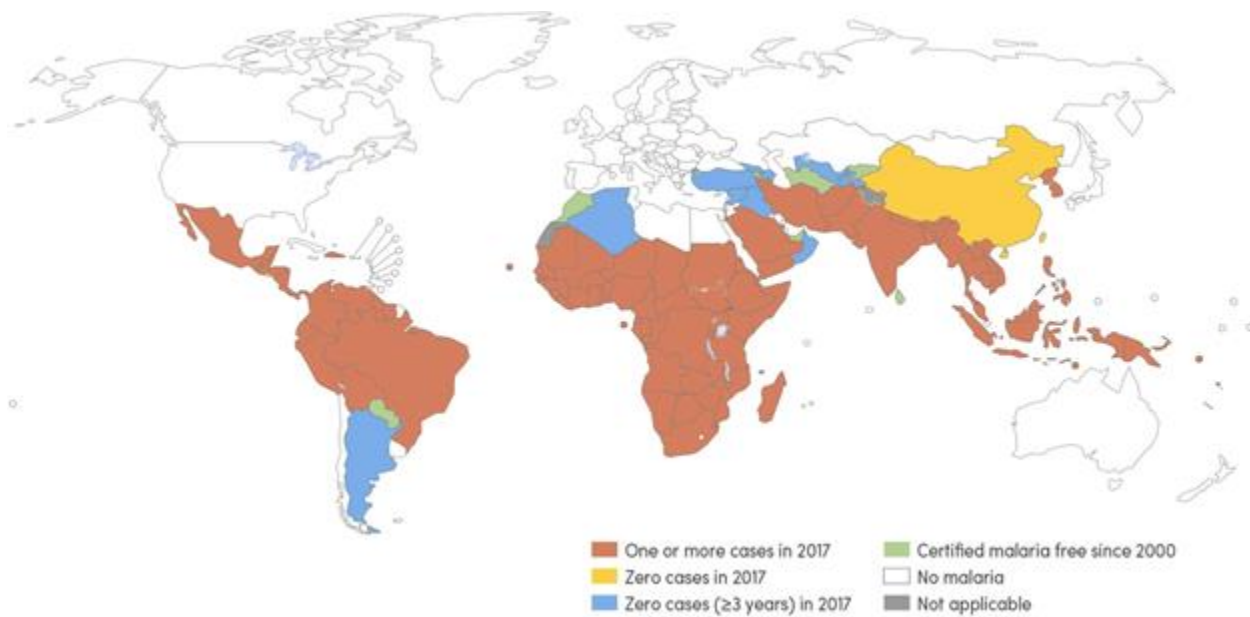 One or more cases in 2017
Zero cases in 2017
Zero cases (≥3 years) in 2017
Certified malaria free since 2000
No malaria
Not applicable